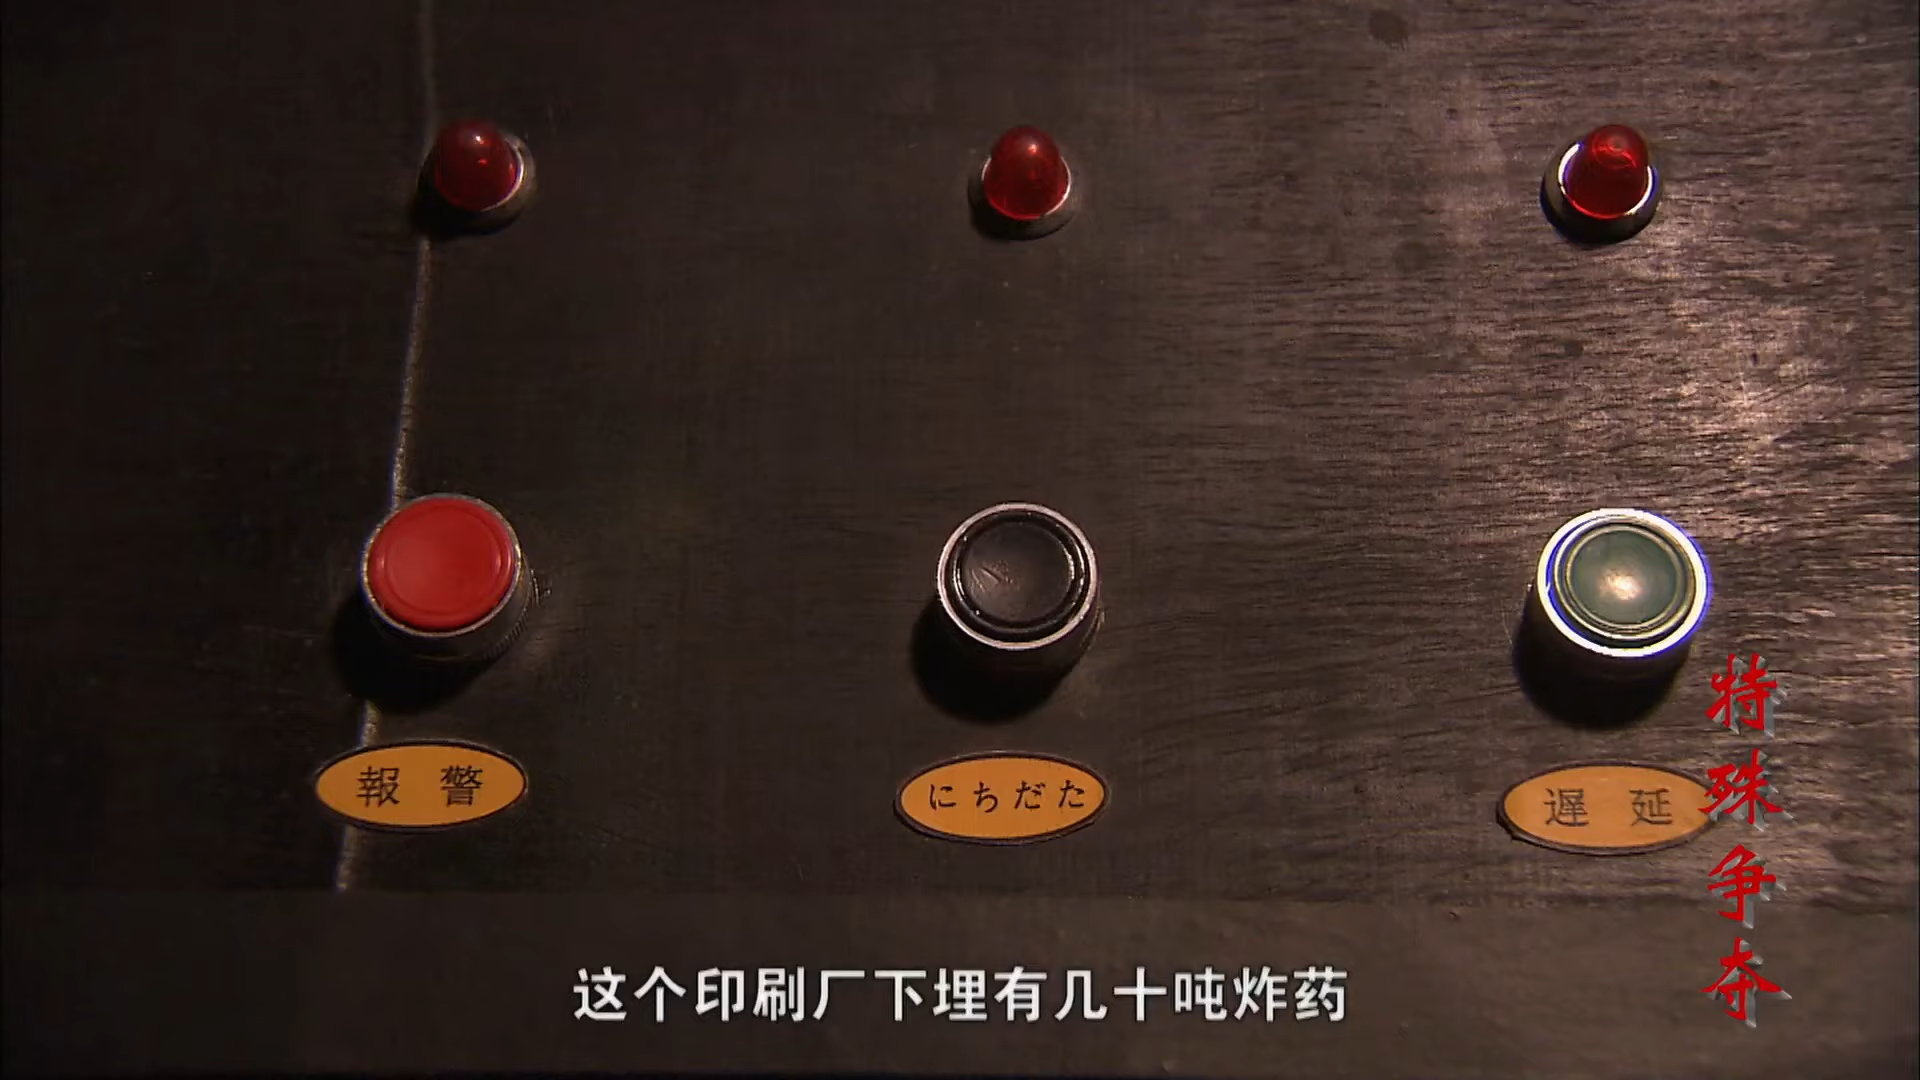 報警
にちだた
遅延
特殊争夺
这个印刷厂下埋有几十吨炸药